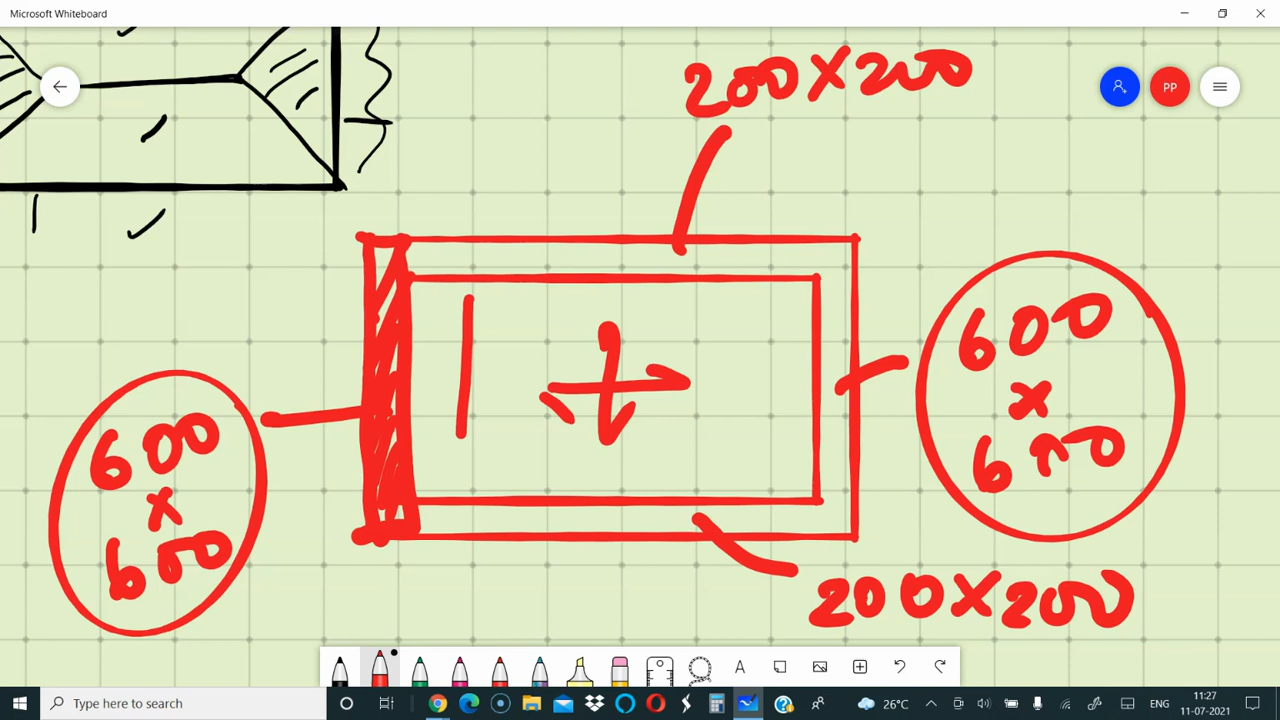 Microsoft Whiteboard
PP
200X200
600
x
600
600
x
600
200X200
A
Type here to search
26°C
ENG
11:27
11-07-2021